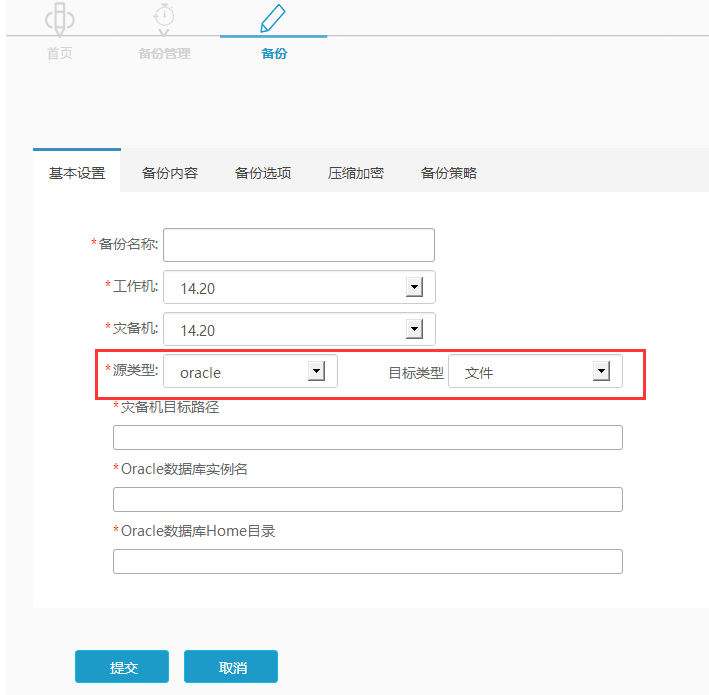 首页 备份管理 备份
基本设置 备份内容 备份选项 压缩加密 备份策略
*备份名称:
*工作机: 14.20
*灾备机: 14.20
*源类型: oracle 目标类型 文件
*灾备机目标路径
*Oracle数据库实例名
*Oracle数据库Home目录
提交 取消